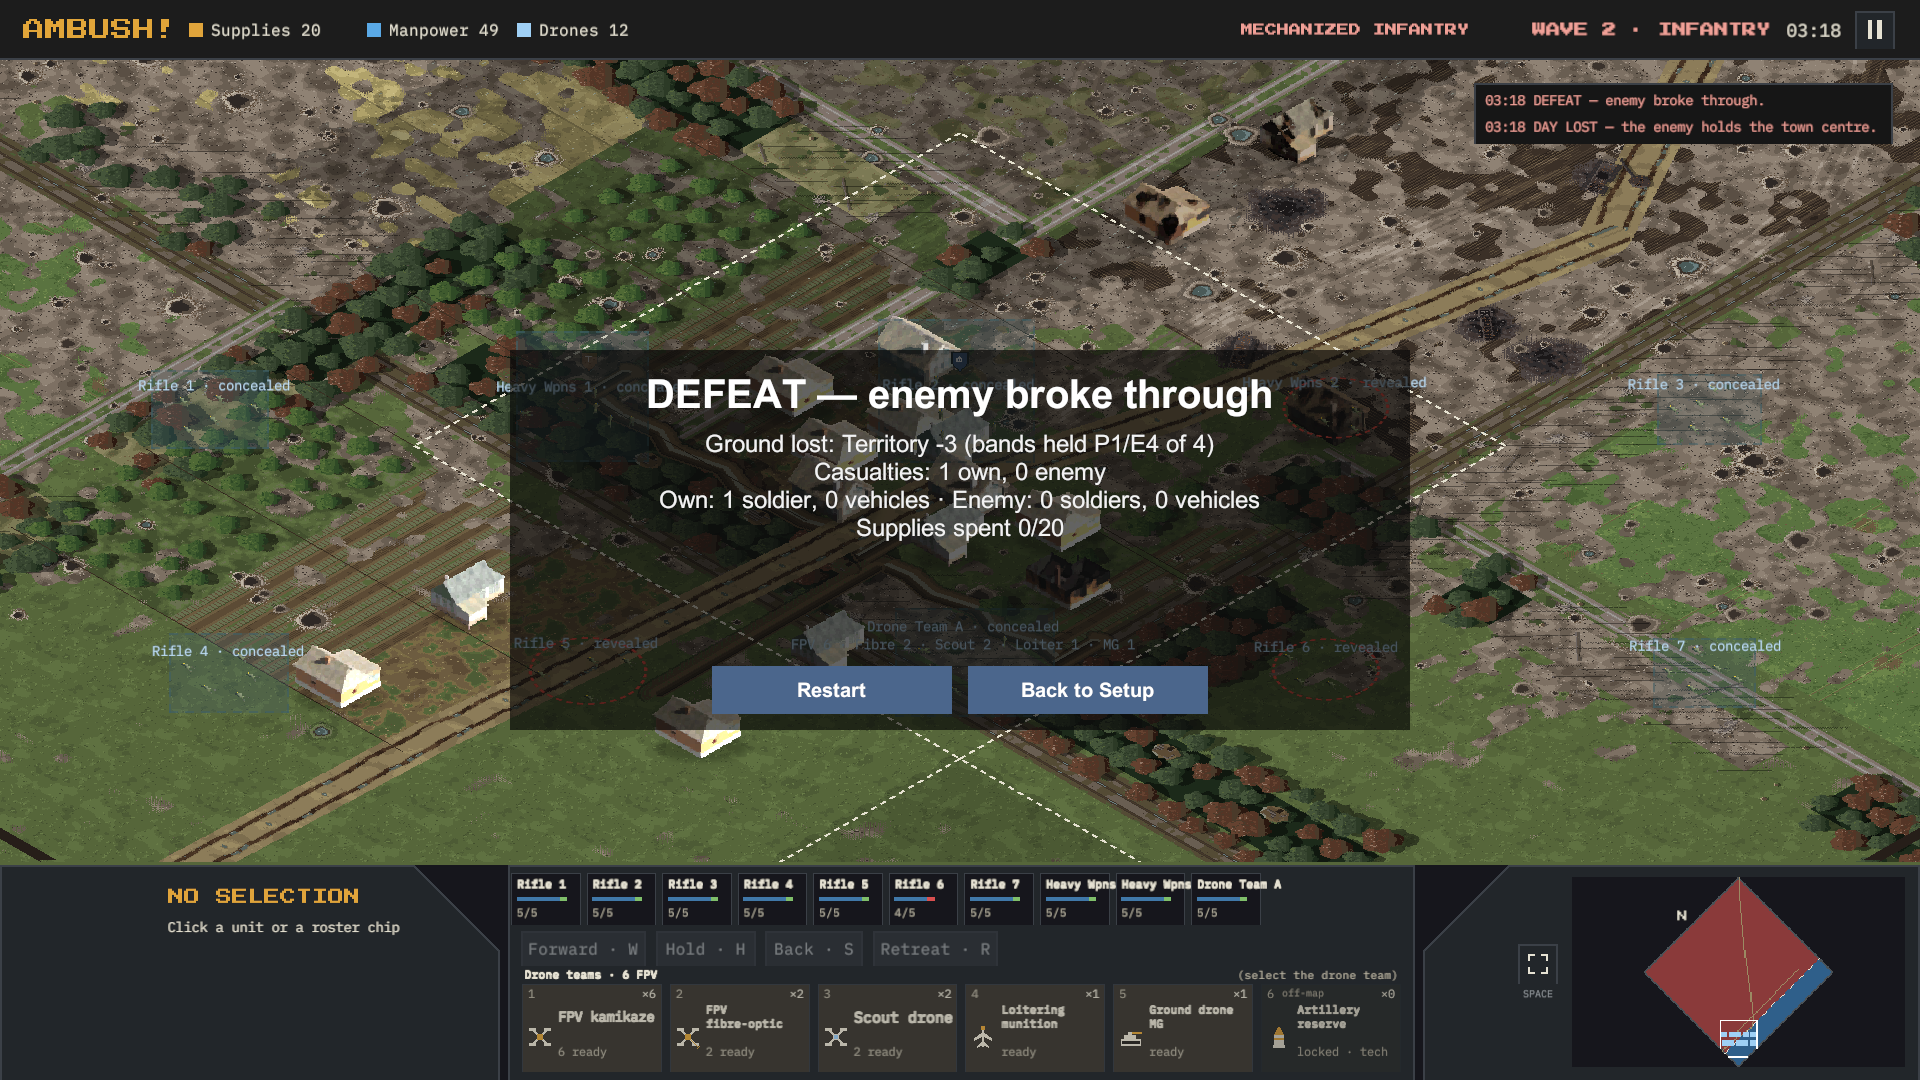 AMBUSH!
Supplies 20
Manpower 49
Drones 12
MECHANIZED INFANTRY
WAVE 2 · INFANTRY
03:18
03:18 DEFEAT — enemy broke through.
03:18 DAY LOST — the enemy holds the town centre.
Rifle 1 · concealed
Rifle 3 · concealed
DEFEAT — enemy broke through
Ground lost: Territory -3 (bands held P1/E4 of 4)
Casualties: 1 own, 0 enemy
Own: 1 soldier, 0 vehicles · Enemy: 0 soldiers, 0 vehicles
Supplies spent 0/20
Drone Team A · concealed
Scout 2 · Loiter 1 · MG 1
Rifle 4 · concealed
Rifle 5 · revealed
Rifle 6 · revealed
Rifle 7 · concealed
Restart
Back to Setup
NO SELECTION
Click a unit or a roster chip
Rifle 1
5/5
Rifle 2
5/5
Rifle 3
5/5
Rifle 4
5/5
Rifle 5
5/5
Rifle 6
4/5
Rifle 7
5/5
Heavy Wpns
5/5
Heavy Wpns
5/5
Drone Team A
5/5
Forward · W
Hold · H
Back · S
Retreat · R
Drone teams · 6 FPV
(select the drone team)
1
×6
FPV kamikaze
6 ready
2
×2
FPV
fibre-optic
2 ready
3
×2
Scout drone
2 ready
4
×1
Loitering
munition
ready
5
×1
Ground drone
MG
ready
6 off-map
×0
Artillery
reserve
locked · tech
SPACE
N